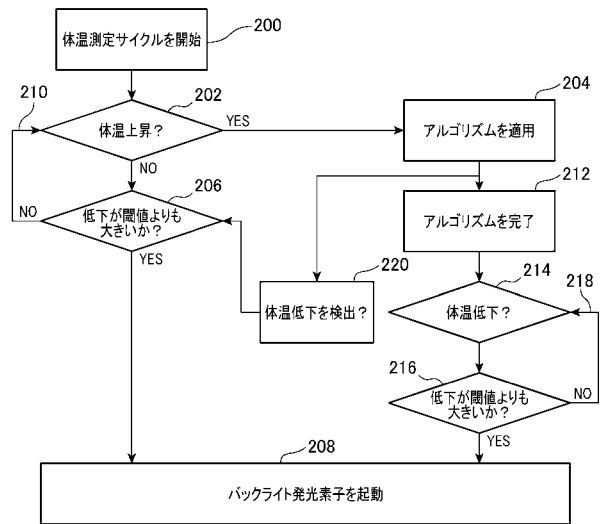 200
体温測定サイクルを開始
210
202
204
体温上昇?
YES
アルゴリズムを適用
NO
206
212
NO
低下が閾値よりも
大きいか?
アルゴリズムを完了
YES
220
214
218
体温低下を検出?
体温低下?
216
低下が閾値よりも
大きいか?
NO
YES
208
バックライト発光素子を起動